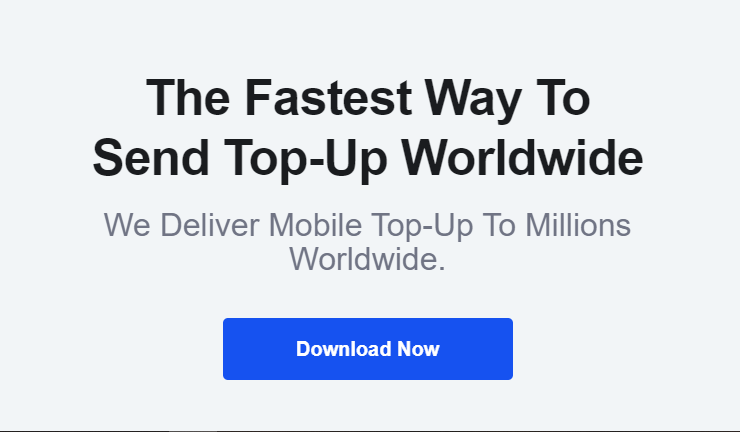 The Fastest Way To
Send Top-Up Worldwide
We Deliver Mobile Top-Up To Millions
Worldwide.
Download Now